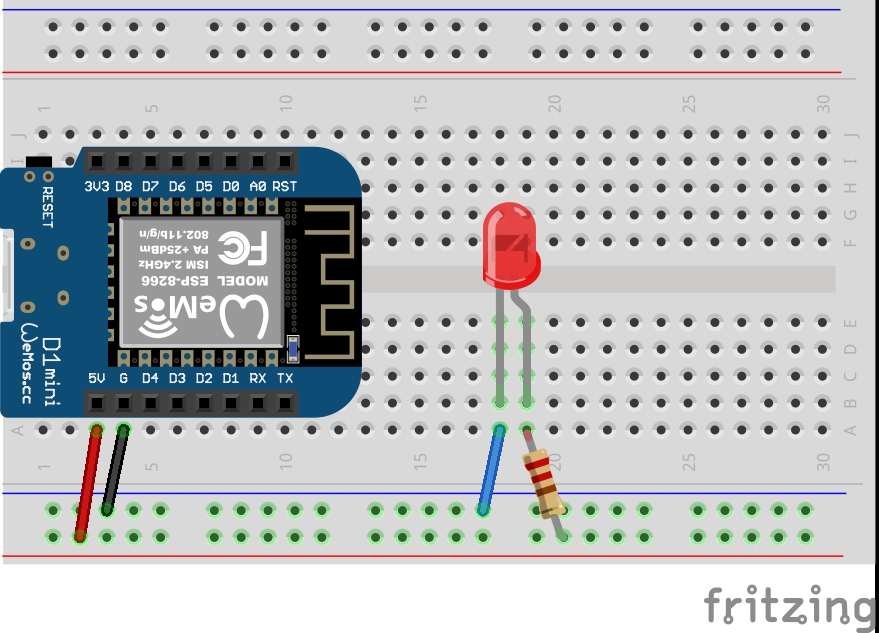 1 5 10 15 20 25 30
J J
I I
H
G
F
3V3 D8 D7 D6 D5 D0 A0 RST
RESET
WeMos
MODEL ESP-8266
ISM 2.4GHz
PA +25dBm
802.11b/g/n
FC
D1 mini
WeMos.cc
5V G D4 D3 D2 D1 RX TX
E
D
C
B
A A
1 5 10 15 20 25 30
fritzing